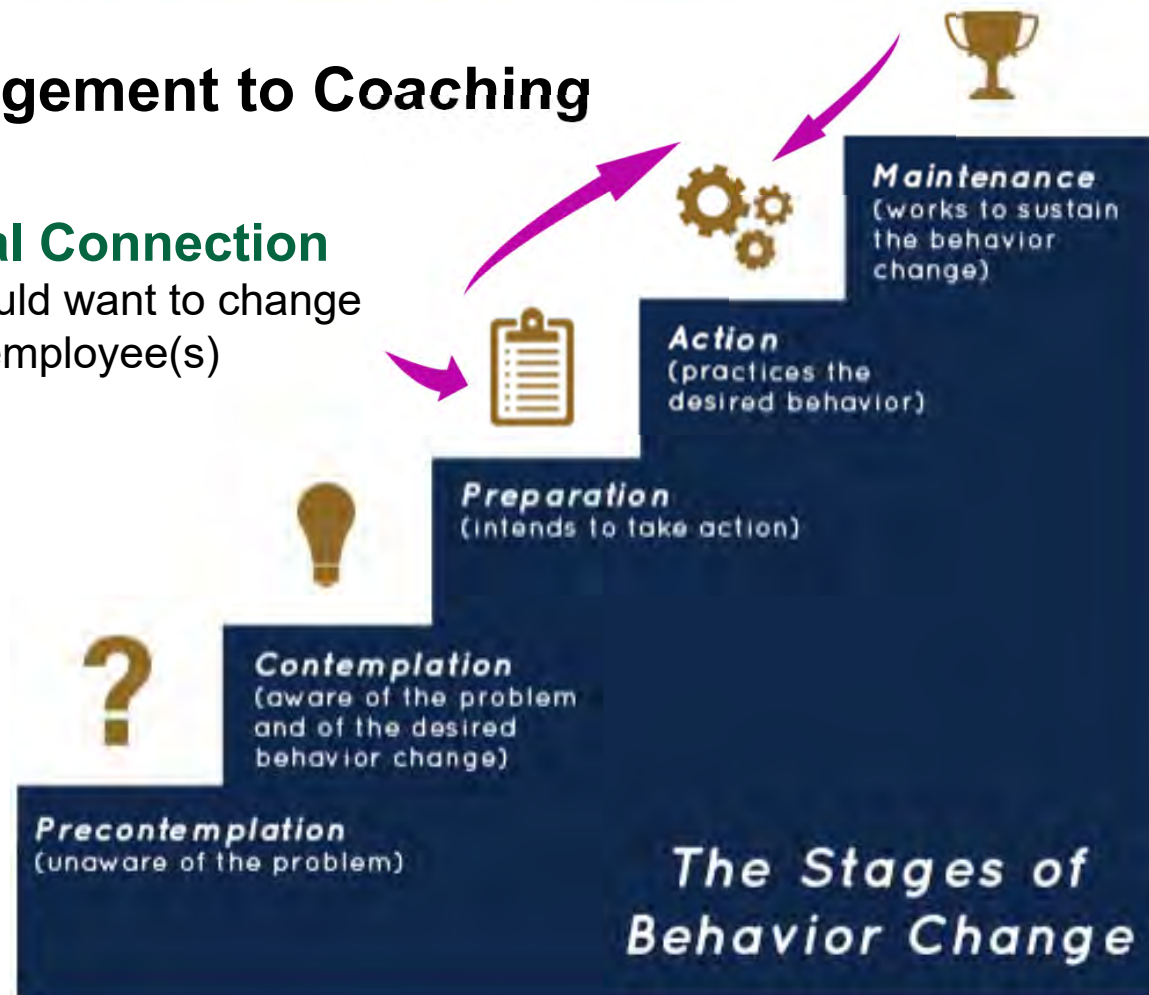 gement to Coaching
al Connection
uld want to change
employee(s)
Maintenance
(works to sustain
the behavior
change)
Action
(practices the
desired behavior)
Preparation
(intends to take action)
Contemplation
(aware of the problem
and of the desired
behavior change)
Precontemplation
(unaware of the problem)
The Stages of
Behavior Change